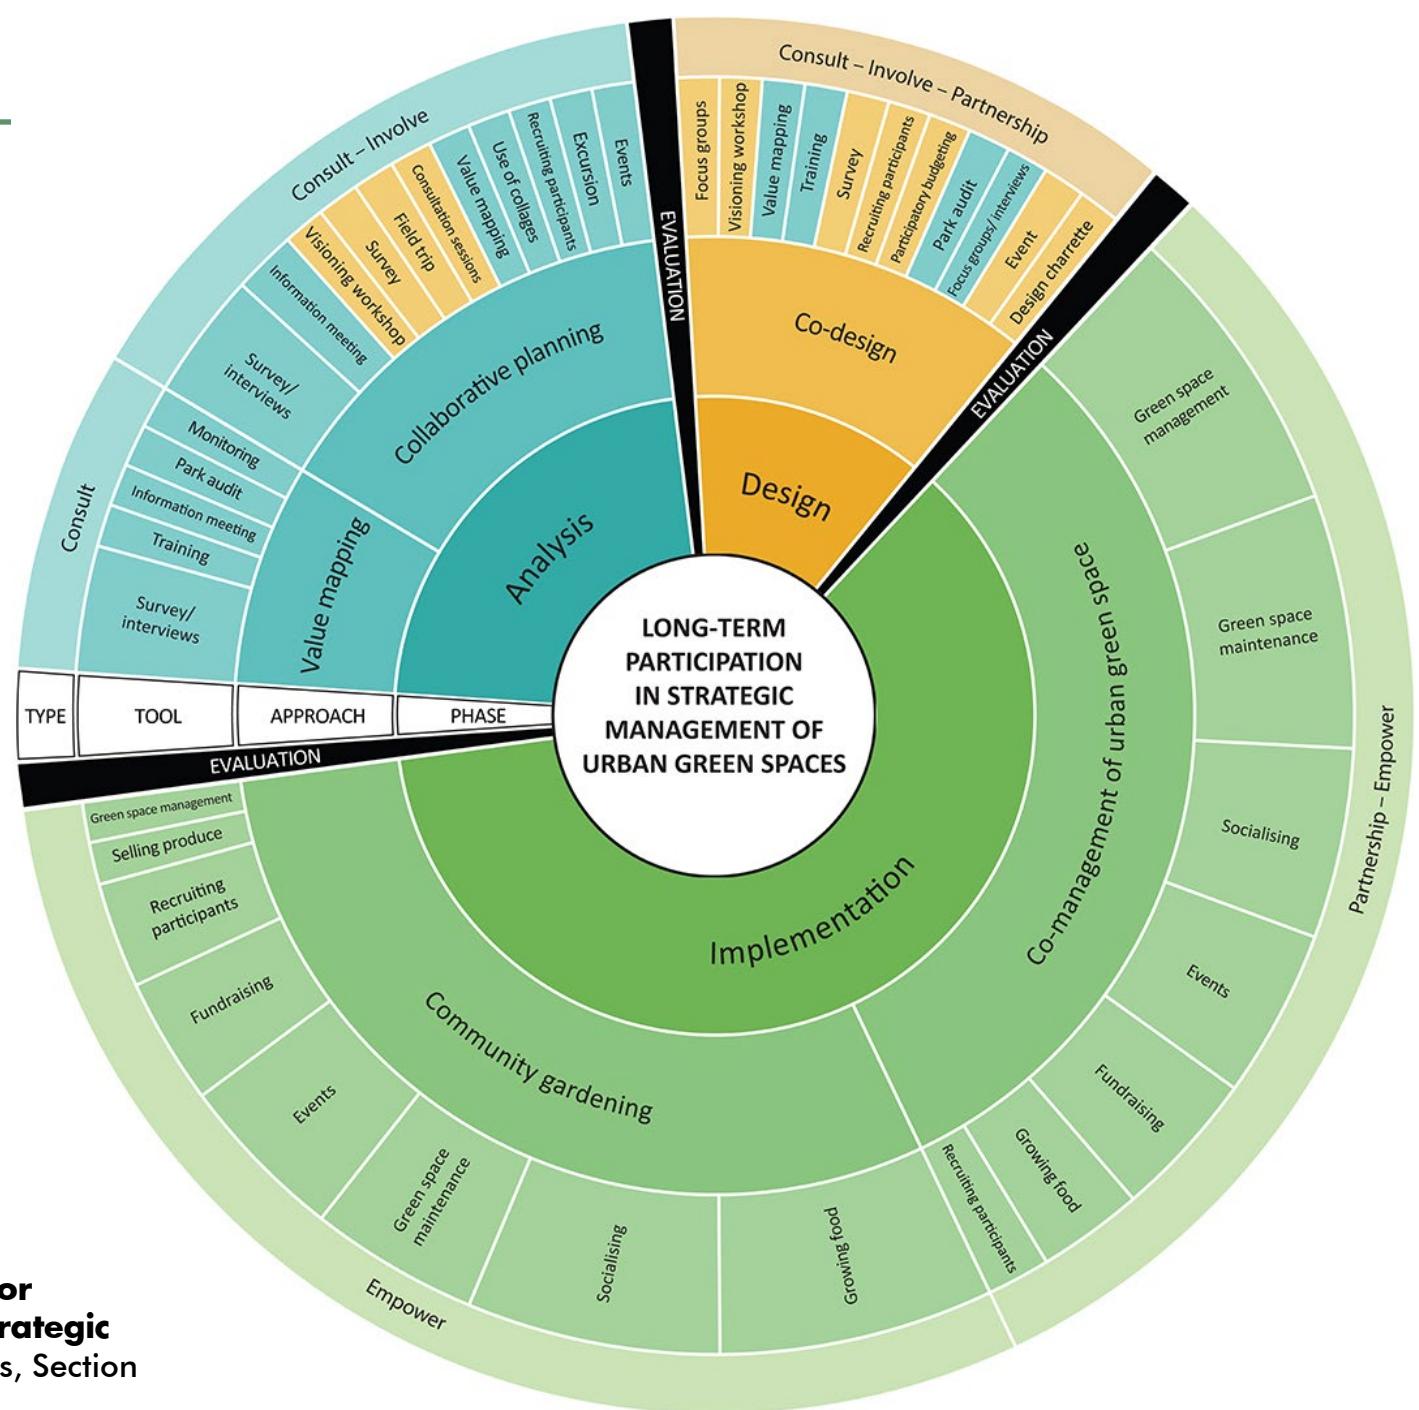 LONG-TERM
PARTICIPATION
IN STRATEGIC
MANAGEMENT OF
URBAN GREEN SPACES
TYPE
TOOL
APPROACH
PHASE
Analysis
Value mapping
Consult
Survey/
interviews
Training
Information meeting
Park audit
Monitoring
Collaborative planning
Consult – Involve
Survey/
interviews
Information meeting
Visioning workshop
Survey
Field trip
Consultation sessions
Value mapping
Use of collages
Recruiting participants
Excursion
Events
EVALUATION
Design
Co-design
Consult – Involve – Partnership
Focus groups
Visioning workshop
Value mapping
Training
Survey
Recruiting participants
Participatory budgeting
Park audit
Focus groups/ interviews
Event
Design charrette
EVALUATION
Implementation
Co-management of urban green space
Partnership – Empower
Green space
management
Green space
maintenance
Socialising
Events
Fundraising
Growing food
Recruiting participants
Community gardening
Empower
Growing food
Socialising
Green space
maintenance
Events
Fundraising
Recruiting
participants
Selling produce
Green space management
EVALUATION
or
rategic
s, Section